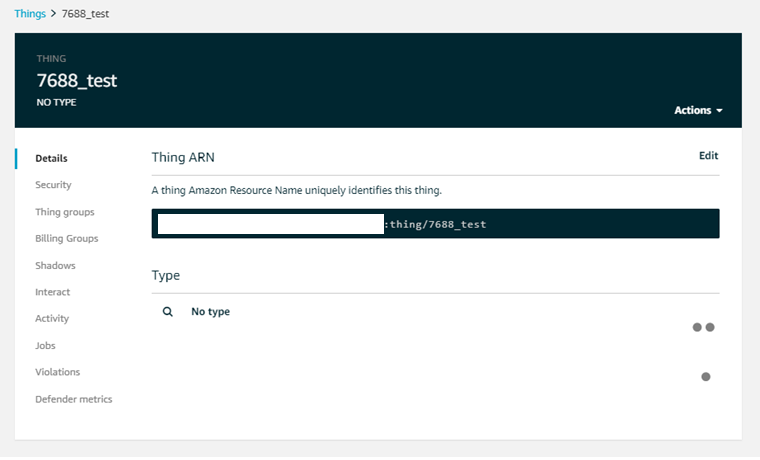 Things > 7688_test
THING
7688_test
NO TYPE
Actions
Details
Security
Thing groups
Billing Groups
Shadows
Interact
Activity
Jobs
Violations
Defender metrics
Thing ARN
Edit
A thing Amazon Resource Name uniquely identifies this thing.
:thing/7688_test
Type
No type